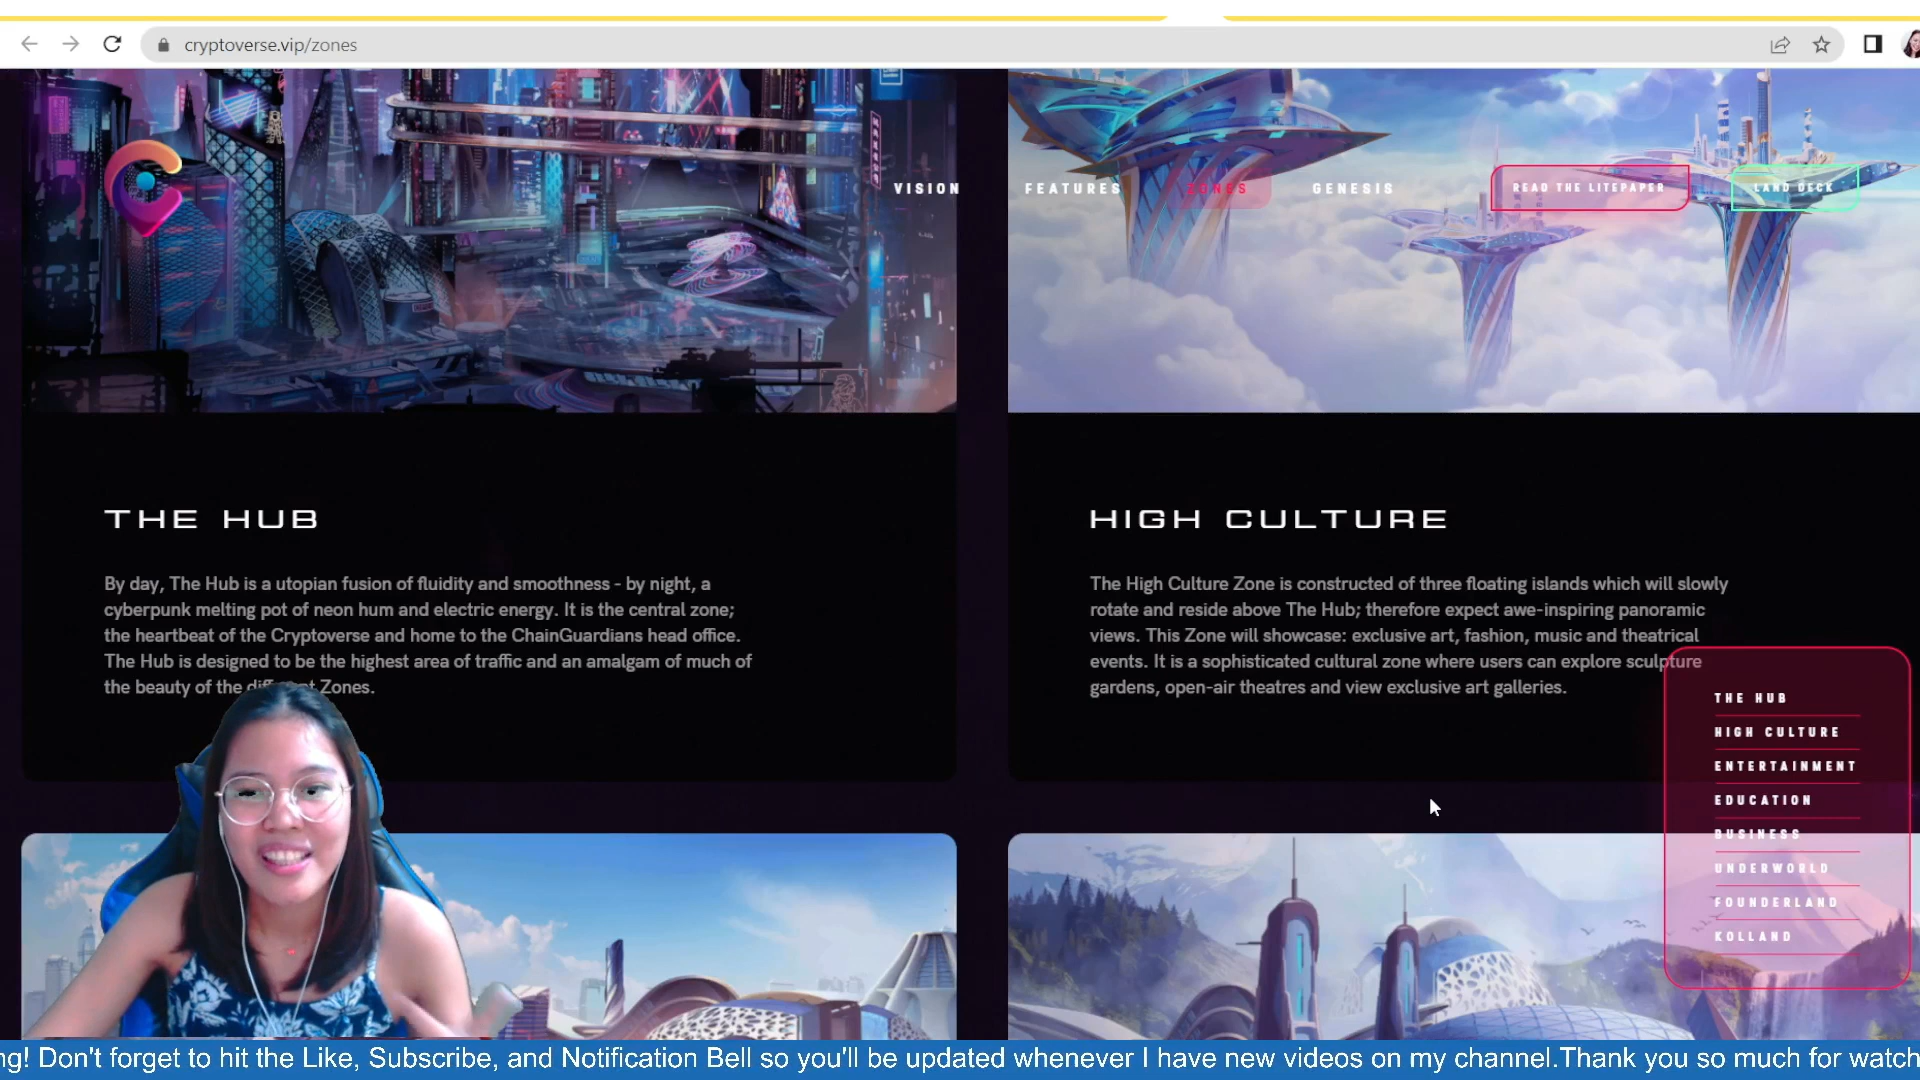 cryptoverse.vip/zones
VISION
FEATURES
ZONES
GENESIS
READ THE LITEPAPER
LAND DECK
THE HUB
By day, The Hub is a utopian fusion of fluidity and smoothness - by night, a
cyberpunk melting pot of neon hum and electric energy. It is the central zone;
the heartbeat of the Cryptoverse and home to the ChainGuardians head office.
The Hub is designed to be the highest area of traffic and an amalgam of much of
the beauty of the different Zones.
HIGH CULTURE
The High Culture Zone is constructed of three floating islands which will slowly
rotate and reside above The Hub; therefore expect awe-inspiring panoramic
views. This Zone will showcase: exclusive art, fashion, music and theatrical
events. It is a sophisticated cultural zone where users can explore sculpture
gardens, open-air theatres and view exclusive art galleries.
THE HUB
HIGH CULTURE
ENTERTAINMENT
EDUCATION
BUSINESS
UNDERWORLD
FOUNDERLAND
KOLLAND
ng! Don't forget to hit the Like, Subscribe, and Notification Bell so you'll be updated whenever I have new videos on my channel.Thank you so much for watch